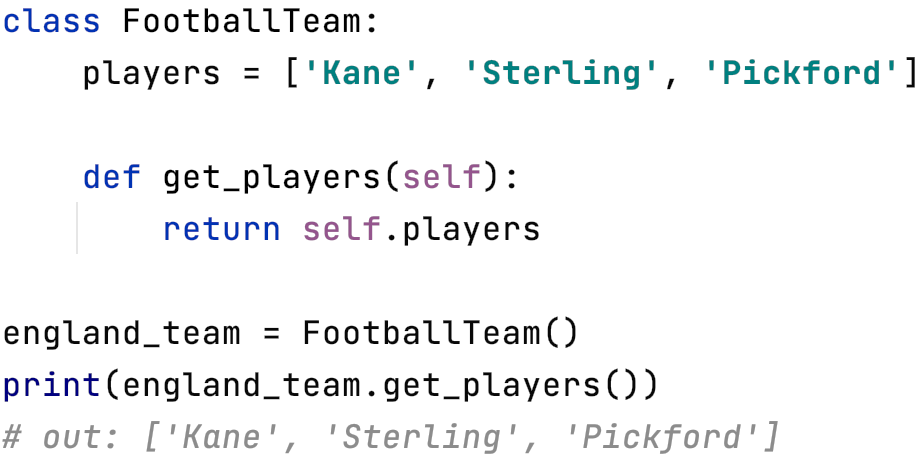 class FootballTeam:
    players = ['Kane', 'Sterling', 'Pickford']

    def get_players(self):
        return self.players

england_team = FootballTeam()
print(england_team.get_players())
# out: ['Kane', 'Sterling', 'Pickford']